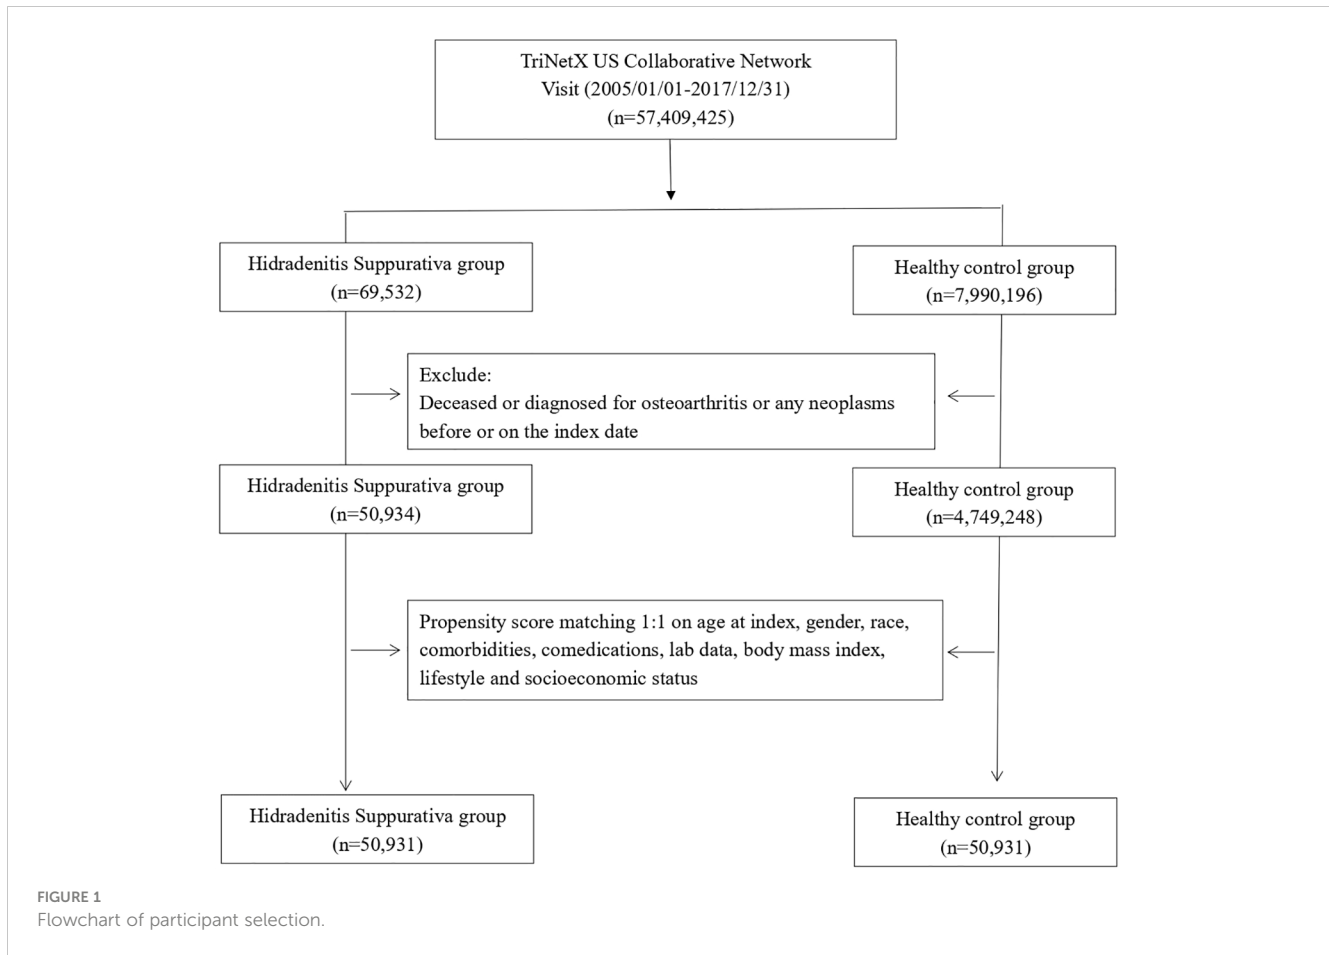 TriNetX US Collaborative Network
Visit (2005/01/01-2017/12/31)
(n=57,409,425)
Hidradenitis Suppurativa group
(n=69,532)
Healthy control group
(n=7,990,196)
Exclude:
Deceased or diagnosed for osteoarthritis or any neoplasms
before or on the index date
Hidradenitis Suppurativa group
(n=50,934)
Healthy control group
(n=4,749,248)
Propensity score matching 1:1 on age at index, gender, race,
comorbidities, comedications, lab data, body mass index,
lifestyle and socioeconomic status
Hidradenitis Suppurativa group
(n=50,931)
Healthy control group
(n=50,931)
FIGURE 1
Flowchart of participant selection.